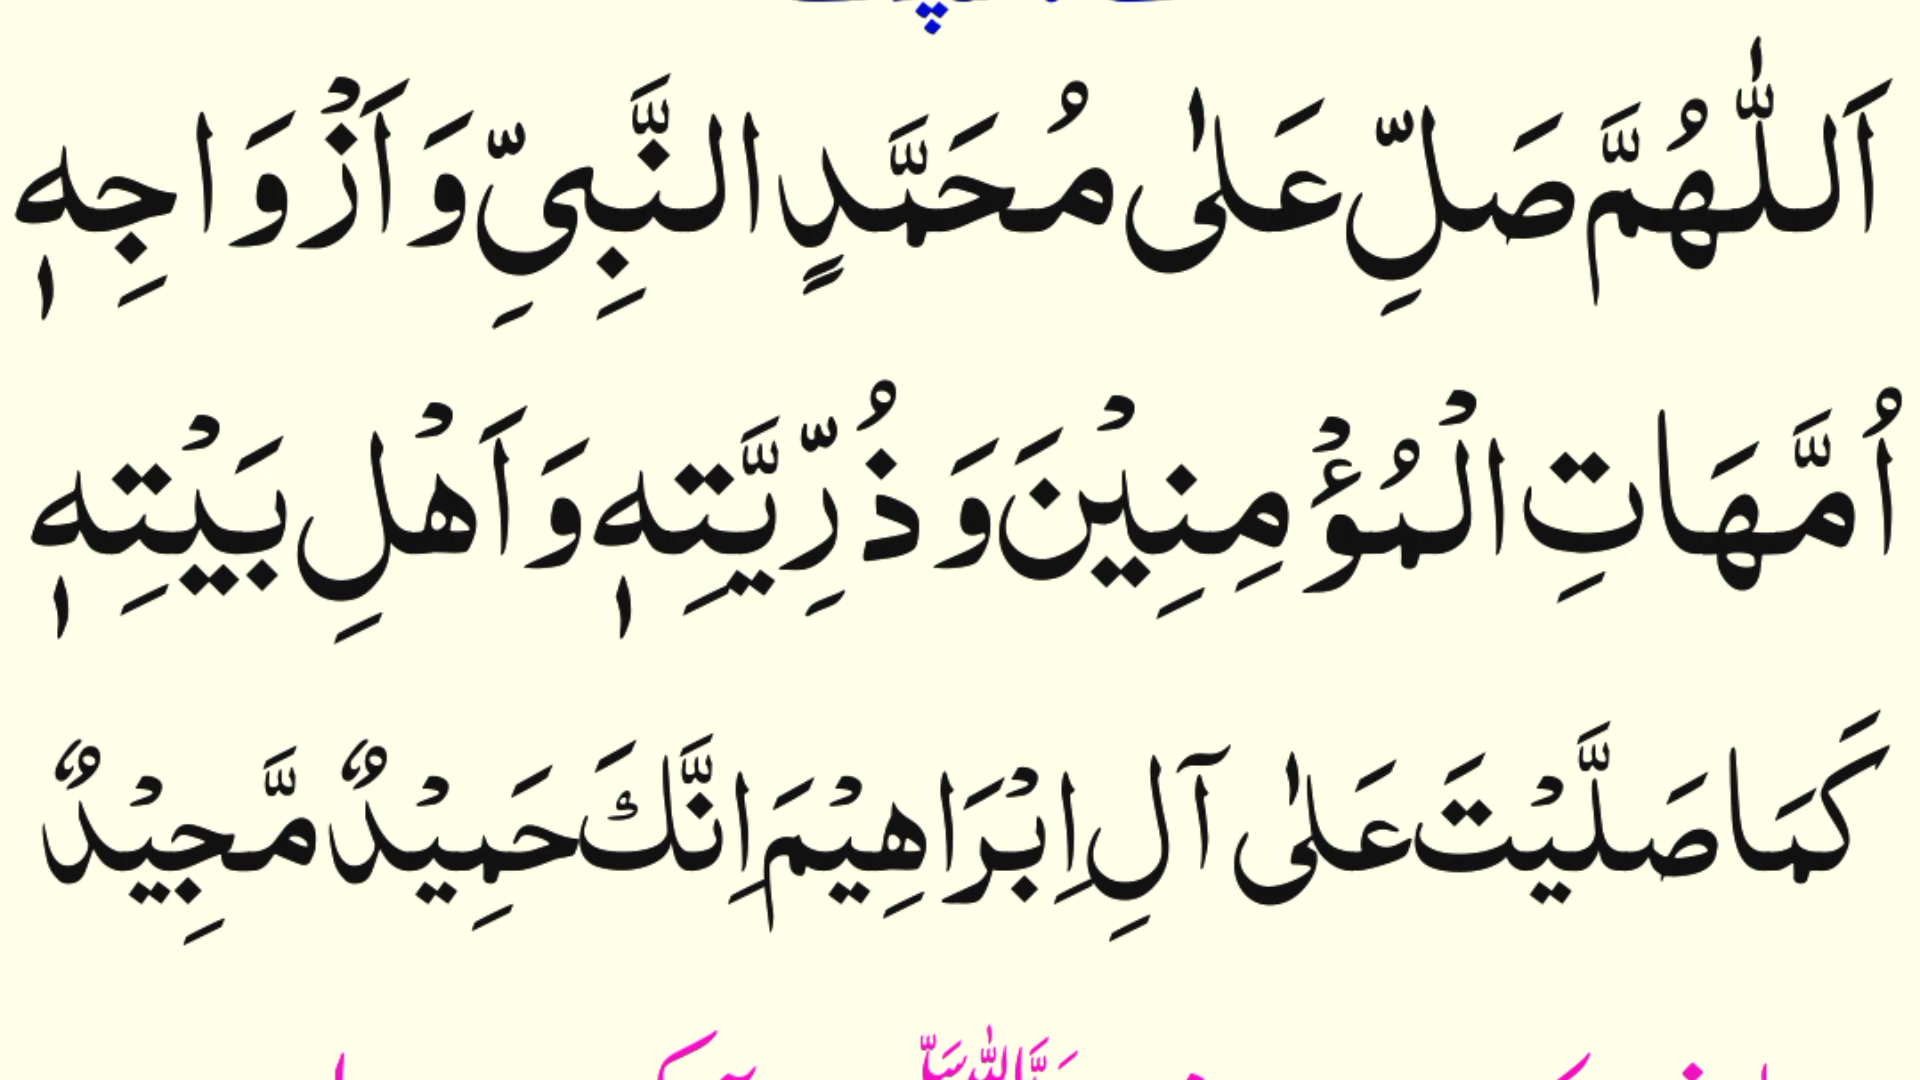 اَللّٰهُمَّ صَلِّ عَلٰى مُحَمَّدٍ النَّبِىِّ وَاَزْوَاجِهٖ
اُمَّهَاتِ الْمُؤْمِنِيْنَ وَذُرِّيَّتِهٖ وَاَهْلِ بَيْتِهٖ
كَمَا صَلَّيْتَ عَلٰى آلِ اِبْرَاهِيْمَ اِنَّكَ حَمِيْدٌ مَّجِيْدٌ